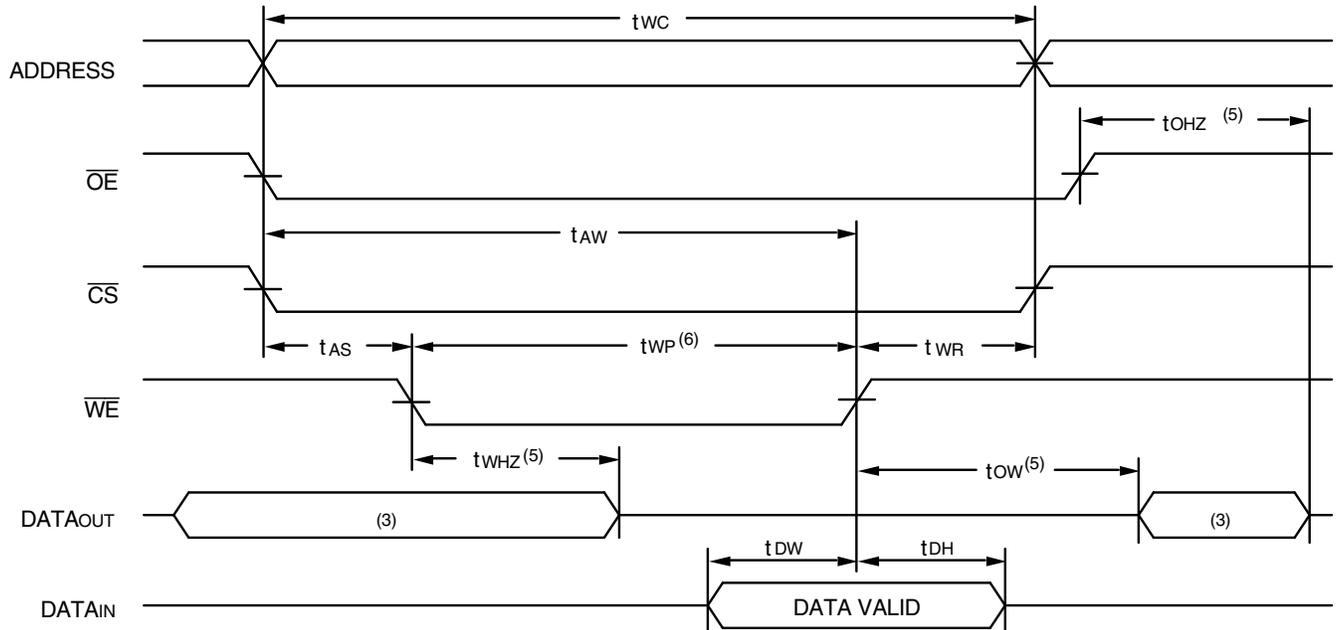 tWC
ADDRESS
tOHZ (5)
OE
tAW
CS
tAS
tWP(6)
tWR
WE
tWHZ(5)
tOW(5)
DATAOUT
(3)
(3)
tDW
tDH
DATAIN
DATA VALID